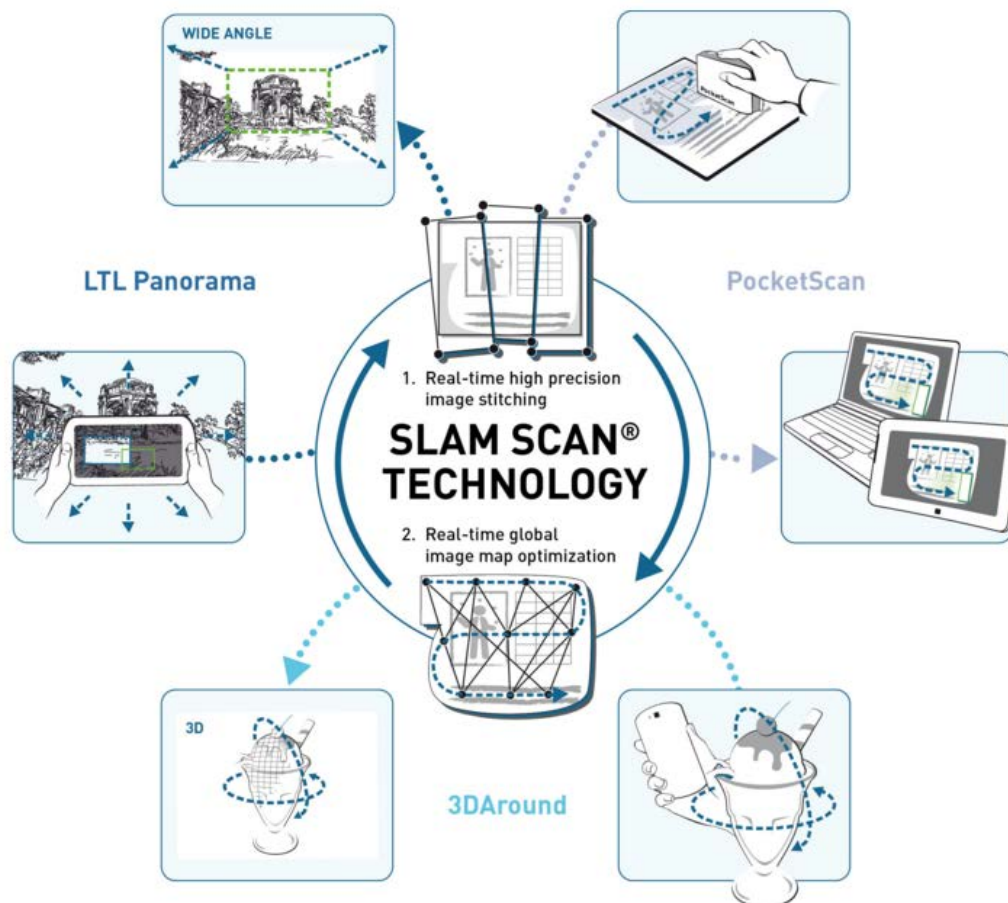 WIDE ANGLE
PocketScan
LTL Panorama
PocketScan
1. Real-time high precision
image stitching
SLAM SCAN®
TECHNOLOGY
2. Real-time global
image map optimization
3D
3DAround